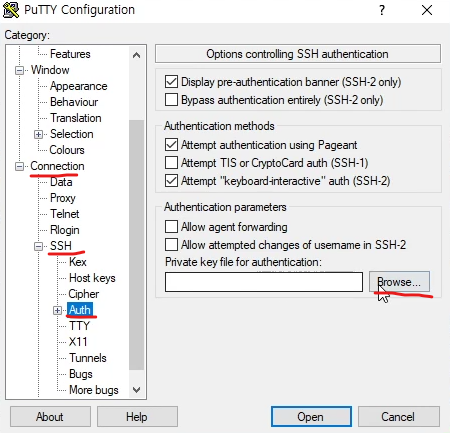 PuTTY Configuration
Category:
Features
Window
Appearance
Behaviour
Translation
Selection
Colours
Connection
Data
Proxy
Telnet
Rlogin
SSH
Kex
Host keys
Cipher
Auth
TTY
X11
Tunnels
Bugs
More bugs
Options controlling SSH authentication
Display pre-authentication banner (SSH-2 only)
Bypass authentication entirely (SSH-2 only)
Authentication methods
Attempt authentication using Pageant
Attempt TIS or CryptoCard auth (SSH-1)
Attempt "keyboard-interactive" auth (SSH-2)
Authentication parameters
Allow agent forwarding
Allow attempted changes of username in SSH-2
Private key file for authentication:
Browse...
About
Help
Open
Cancel